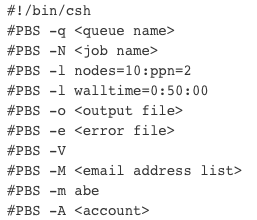 #!/bin/csh
#PBS -q <queue name>
#PBS -N <job name>
#PBS -l nodes=10:ppn=2
#PBS -l walltime=0:50:00
#PBS -o <output file>
#PBS -e <error file>
#PBS -V
#PBS -M <email address list>
#PBS -m abe
#PBS -A <account>